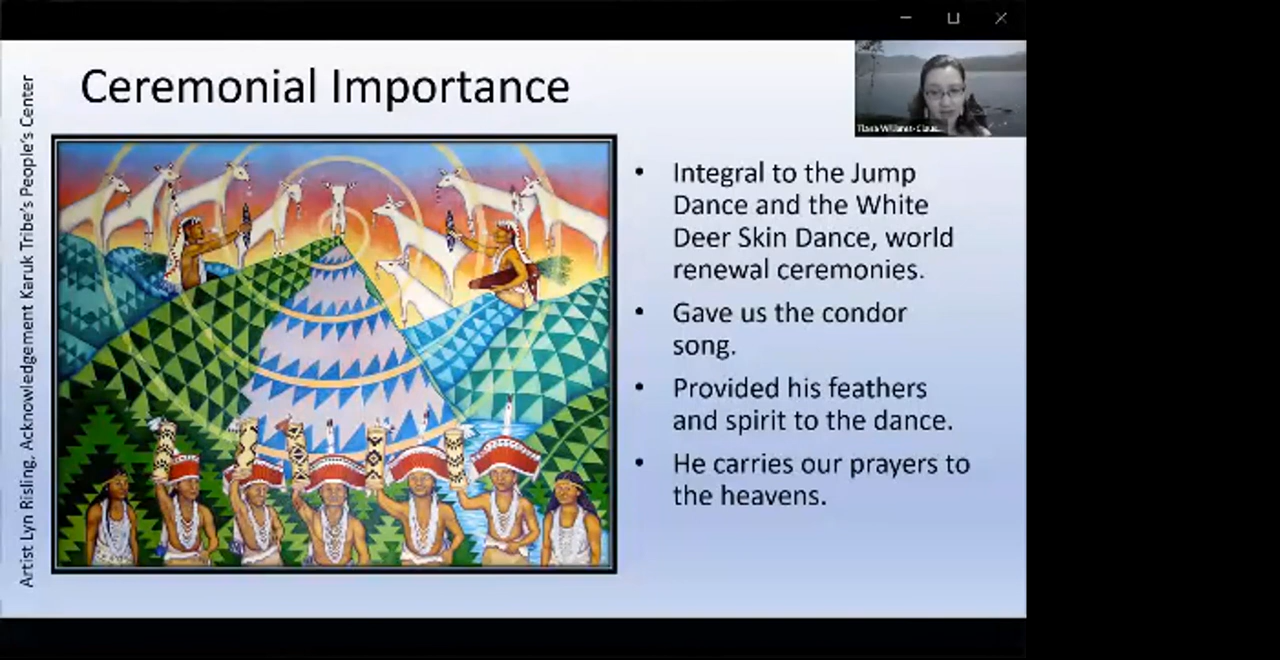 Ceremonial Importance
Artist Lyn Risling, Acknowledgement Karuk Tribe's People's Center
• Integral to the Jump
Dance and the White
Deer Skin Dance, world
renewal ceremonies.
• Gave us the condor
song.
• Provided his feathers
and spirit to the dance.
• He carries our prayers to
the heavens.